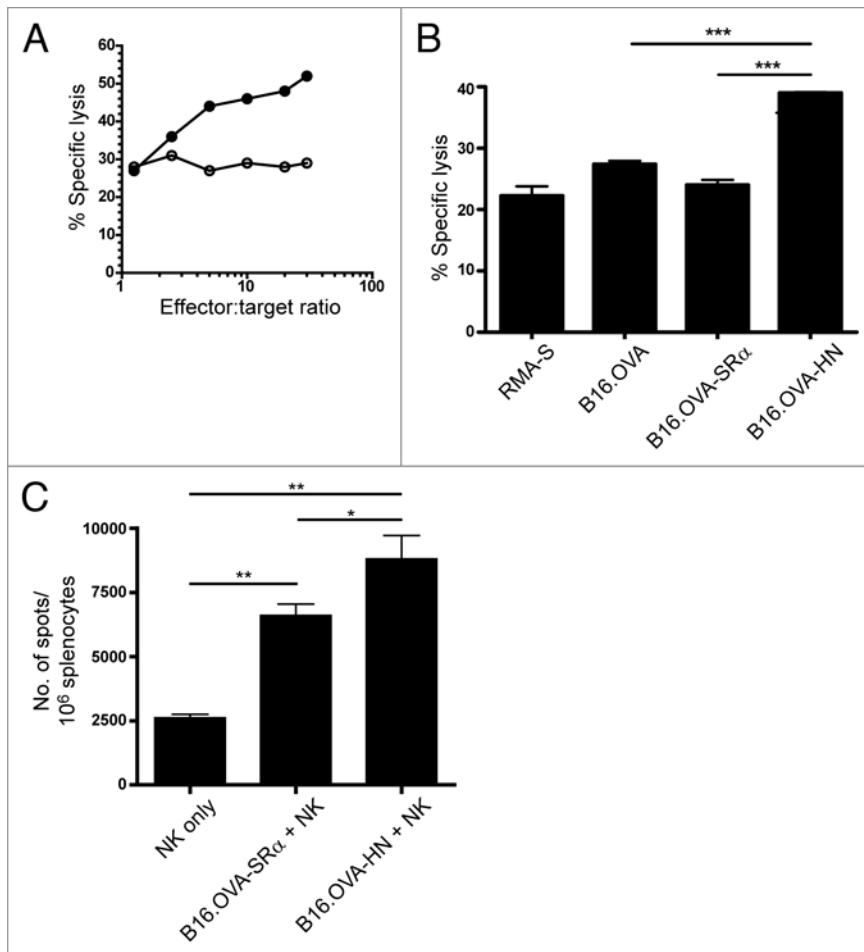 A
% Specific lysis
60
50
40
30
20
10
0
1
10
100
Effector:target ratio
B
***
***
% Specific lysis
40
30
20
10
0
RMA-S
B16.OVA
B16.OVA-SRα
B16.OVA-HN
C
**
*
**
No. of spots/
10⁶ splenocytes
10000
7500
5000
2500
0
NK only
B16.OVA-SRα + NK
B16.OVA-HN + NK